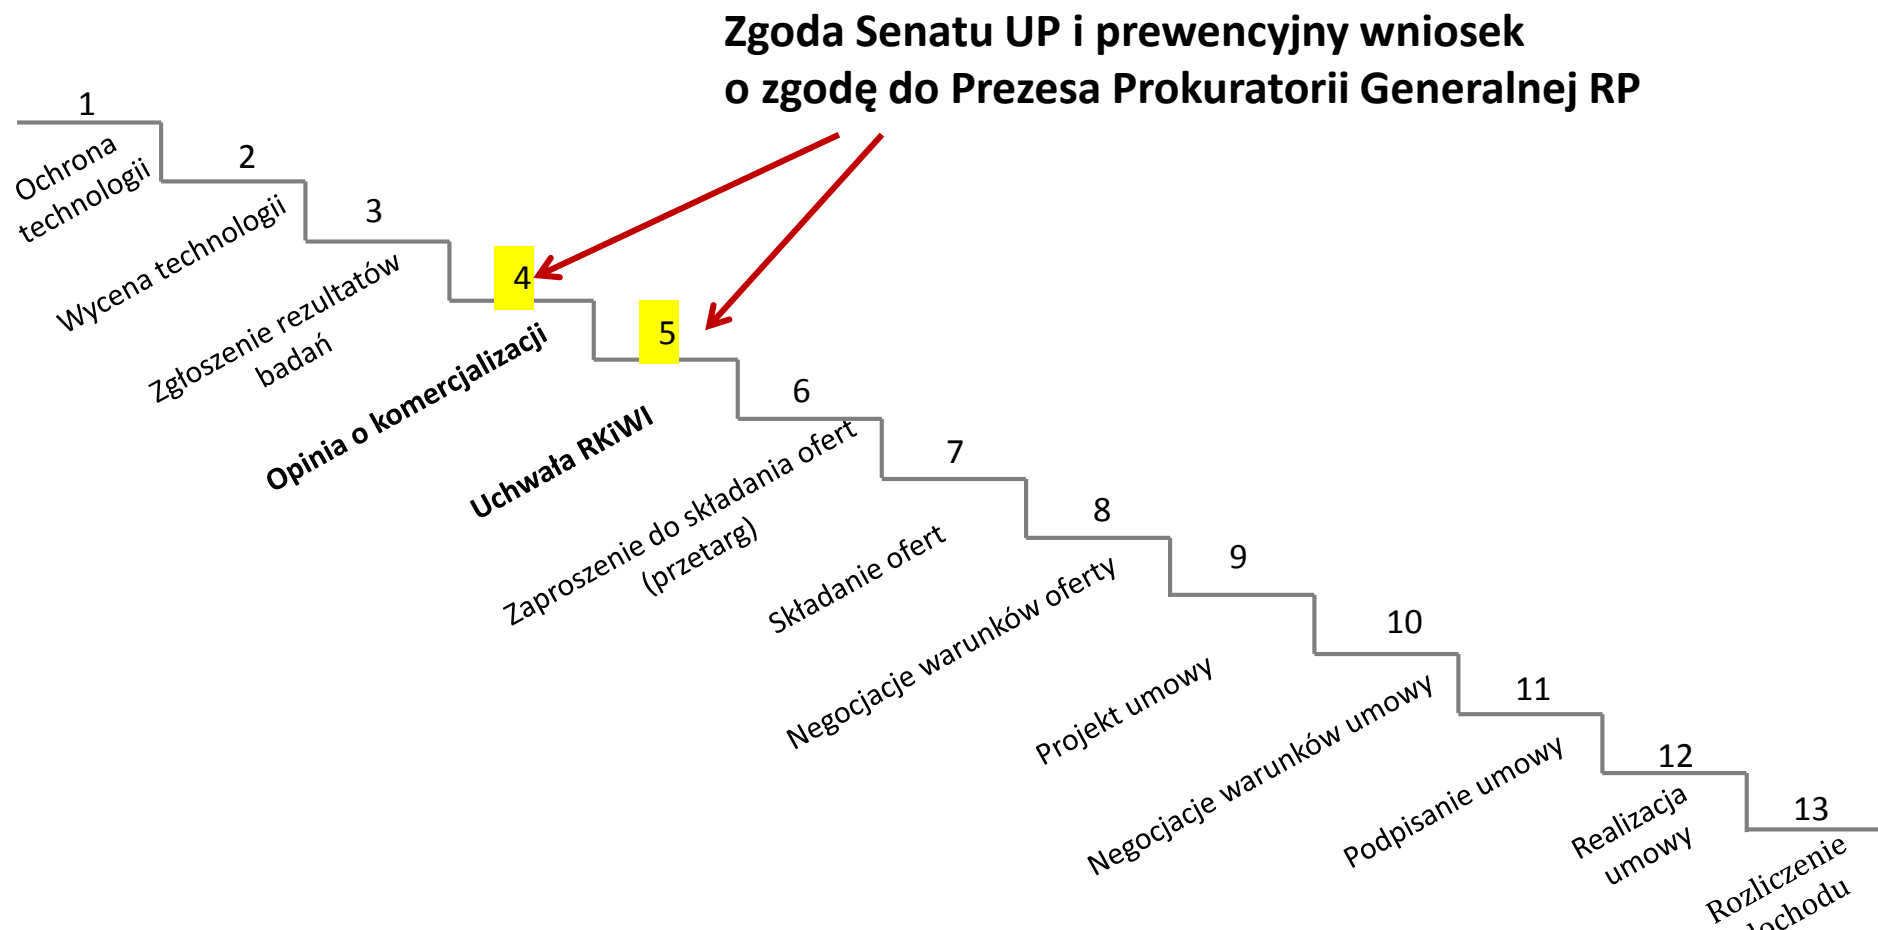 Zgoda Senatu UP i prewencyjny wniosek
o zgodę do Prezesa Prokuratorii Generalnej RP
1
Ochrona
technologii
2
Wycena technologii
3
Zgłoszenie rezultatów
badań
4
Opinia o komercjalizacji
5
Uchwała RKiWI
6
Zaproszenie do składania ofert
(przetarg)
7
Składanie ofert
8
Negocjacje warunków oferty
9
Projekt umowy
10
Negocjacje warunków umowy
11
Podpisanie umowy
12
Realizacja
umowy
13
Rozliczenie
dochodu